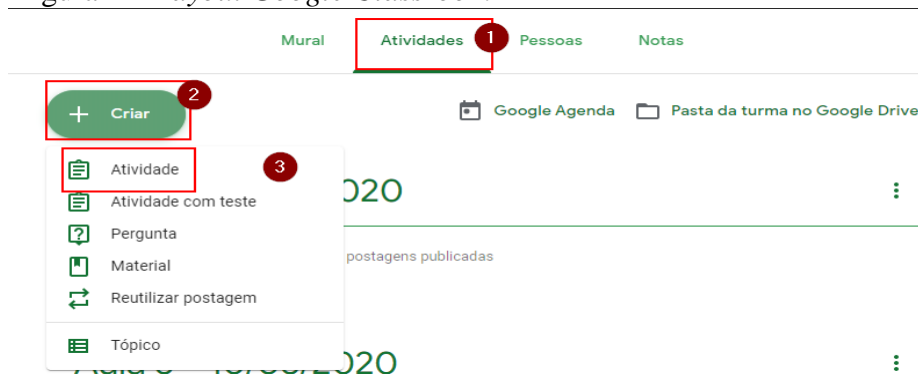 Mural Atividades 1 Pessoas Notas
2
+ Criar Google Agenda Pasta da turma no Google Drive
Atividade 3
Atividade com teste 020
Pergunta
postagens publicadas
Material
Reutilizar postagem
Tópico
020